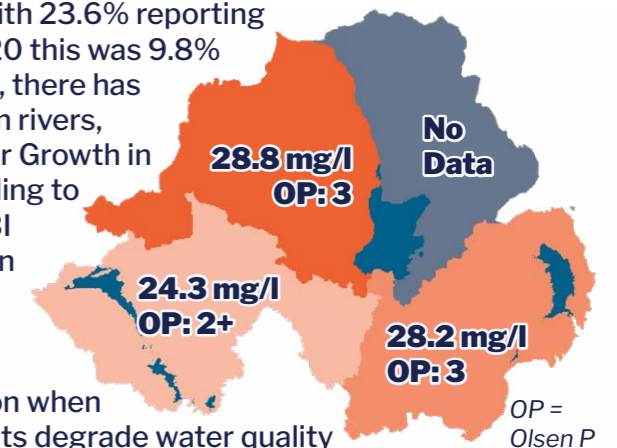 ith 23.6% reporting
20 this was 9.8%
, there has
n rivers,
r Growth in
ling to
BI
n
No
Data
28.8 mg/l
OP: 3
24.3 mg/l
OP: 2+
28.2 mg/l
OP: 3
on when
ts degrade water quality
OP =
Olsen P